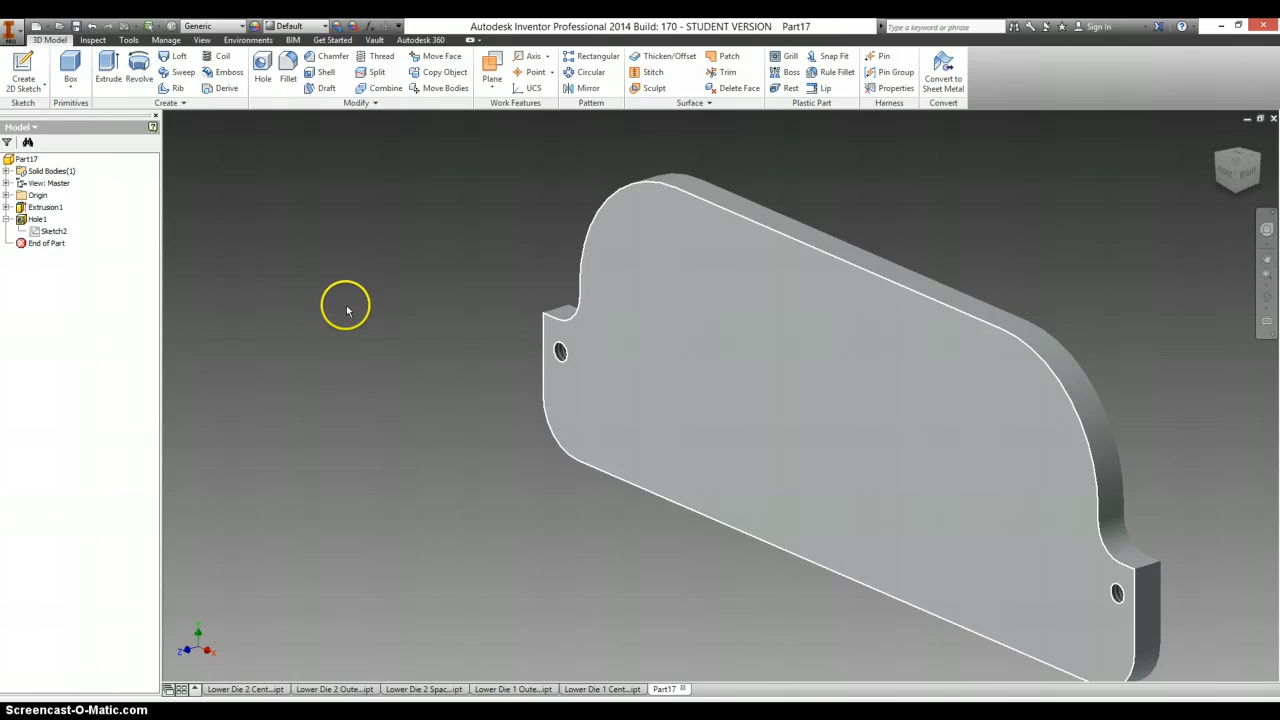 Generic
Default
Autodesk Inventor Professional 2014 Build: 170 - STUDENT VERSION Part17
Type a keyword or phrase
Sign In
PRO
3D Model Inspect Tools Manage View Environments BIM Get Started Vault Autodesk 360
Create
2D Sketch
Sketch
Box
Primitives
Extrude
Revolve
Loft
Sweep
Rib
Coil
Emboss
Derive
Create
Hole
Fillet
Chamfer
Shell
Draft
Thread
Split
Combine
Move Face
Copy Object
Move Bodies
Modify
Plane
Axis
Point
UCS
Work Features
Rectangular
Circular
Mirror
Pattern
Thicken/Offset
Stitch
Sculpt
Patch
Trim
Delete Face
Surface
Grill
Boss
Rest
Snap Fit
Rule Fillet
Lip
Plastic Part
Pin
Pin Group
Properties
Harness
Convert to
Sheet Metal
Convert
Model
Part17
Solid Bodies(1)
View: Master
Origin
Extrusion1
Hole1
Sketch2
End of Part
FRONT RIGHT
Z X
Lower Die 2 Cent....ipt Lower Die 2 Oute....ipt Lower Die 2 Spac....ipt Lower Die 1 Oute....ipt Lower Die 1 Cent....ipt Part17
Screencast-O-Matic.com